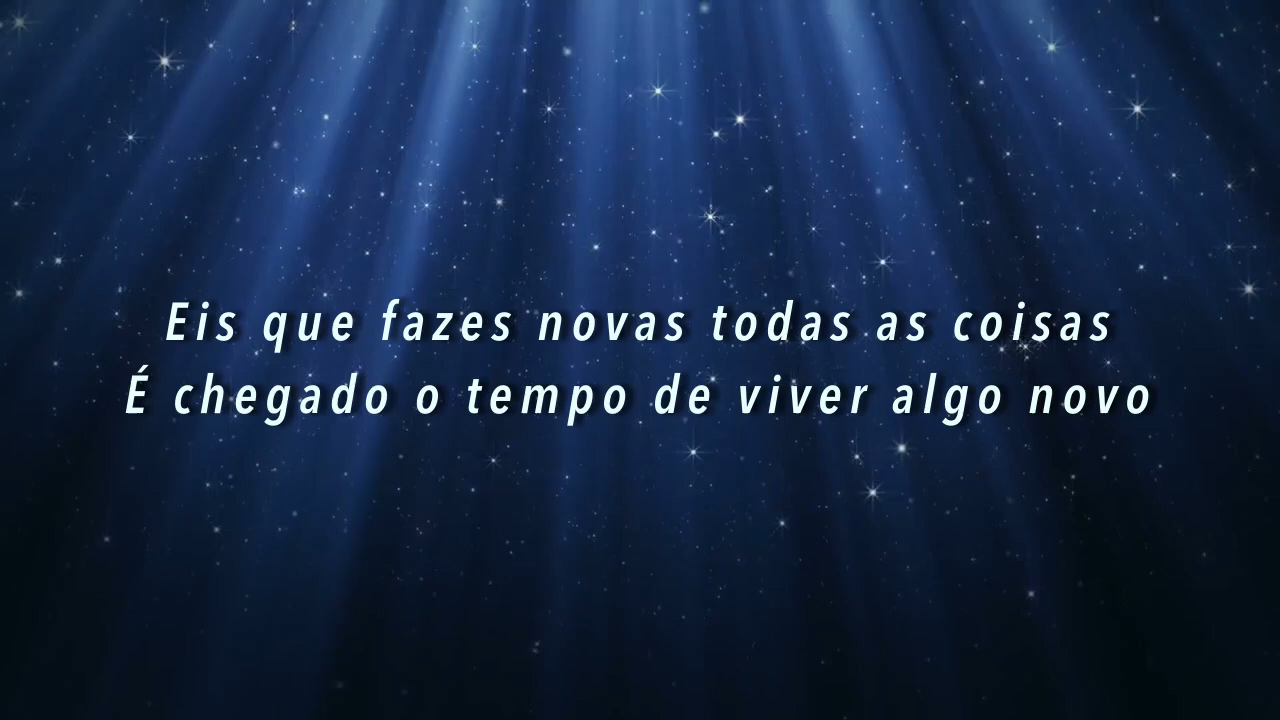 Eis que fazes novas todas as coisas
É chegado o tempo de viver algo novo